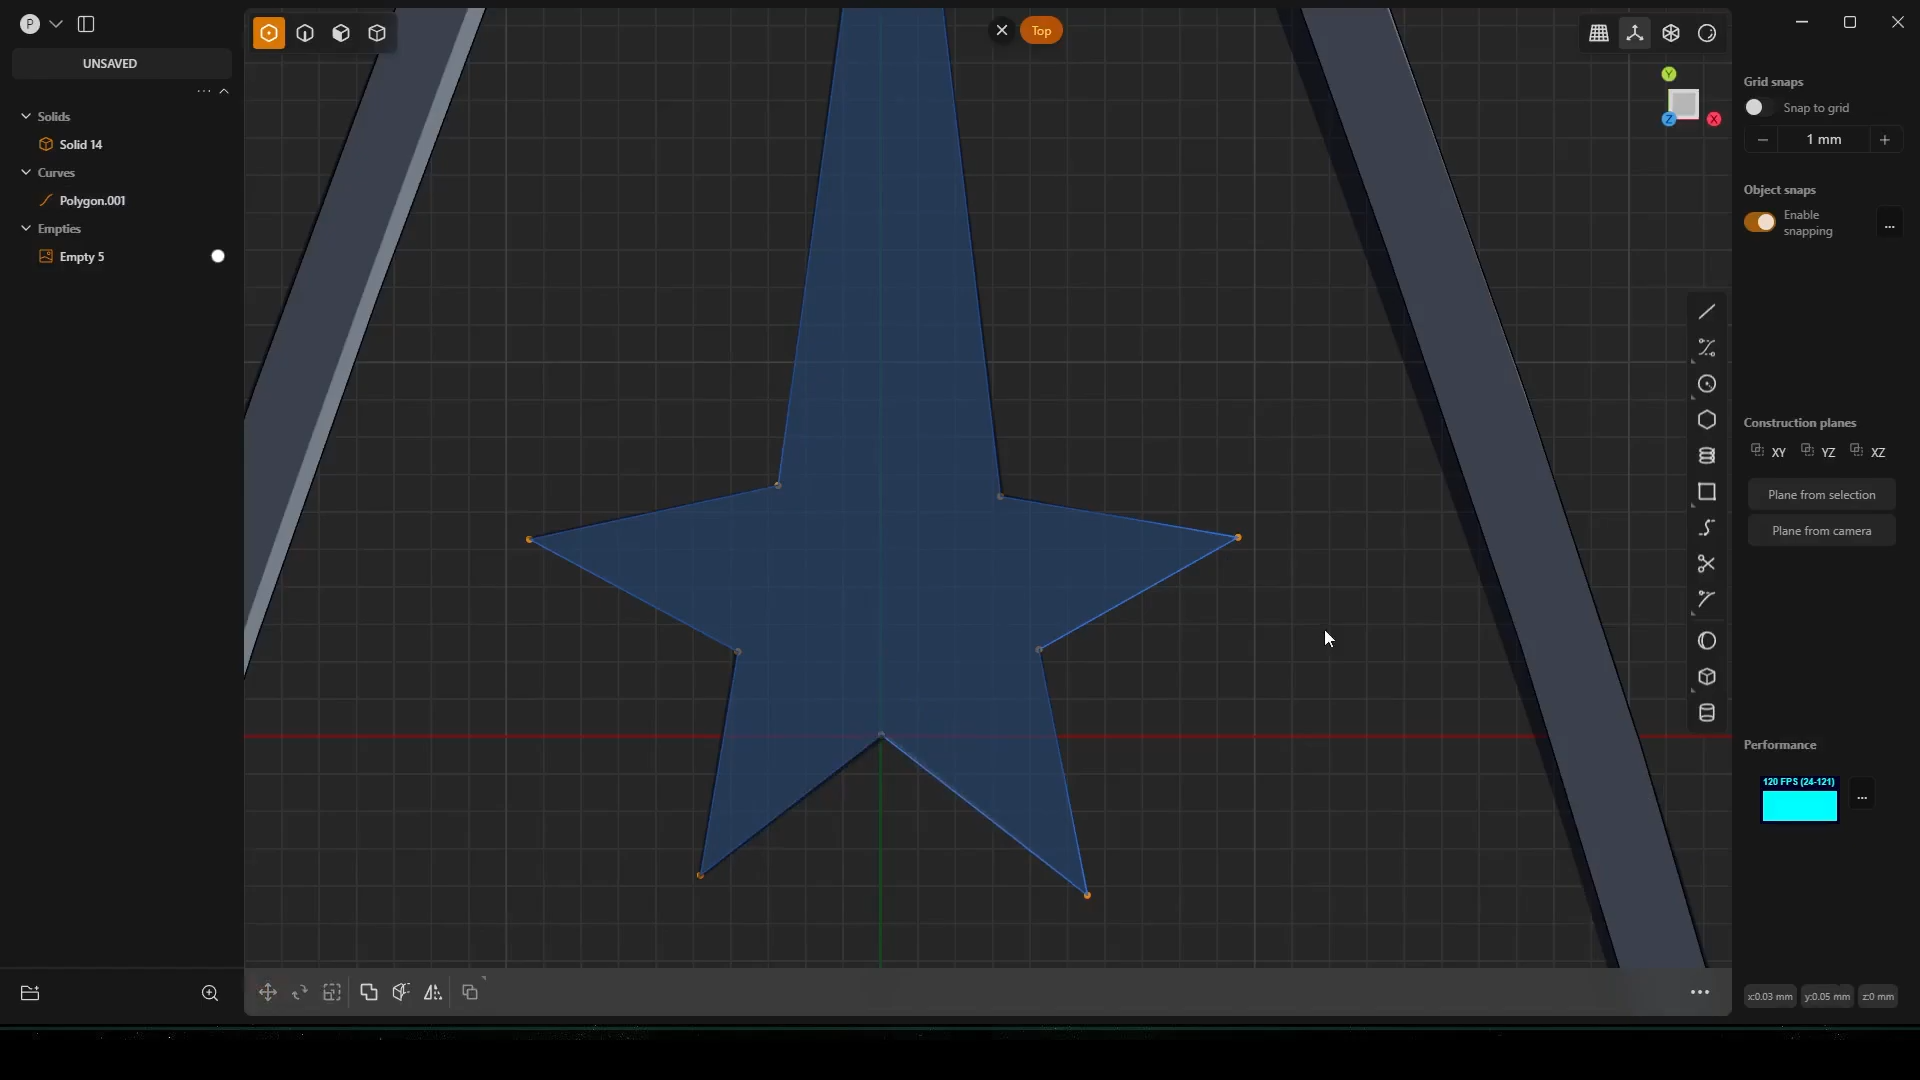 P
UNSAVED
Solids
Solid 14
Curves
Polygon.001
Empties
Empty 5
Top
Y
Z
X
Grid snaps
Snap to grid
1 mm
Object snaps
Enable
snapping
Construction planes
XY
YZ
XZ
Plane from selection
Plane from camera
Performance
120 FPS (24-121)
x:0.03 mm
y:0.05 mm
z:0 mm